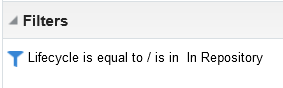 Filters
Lifecycle is equal to / is in In Repository